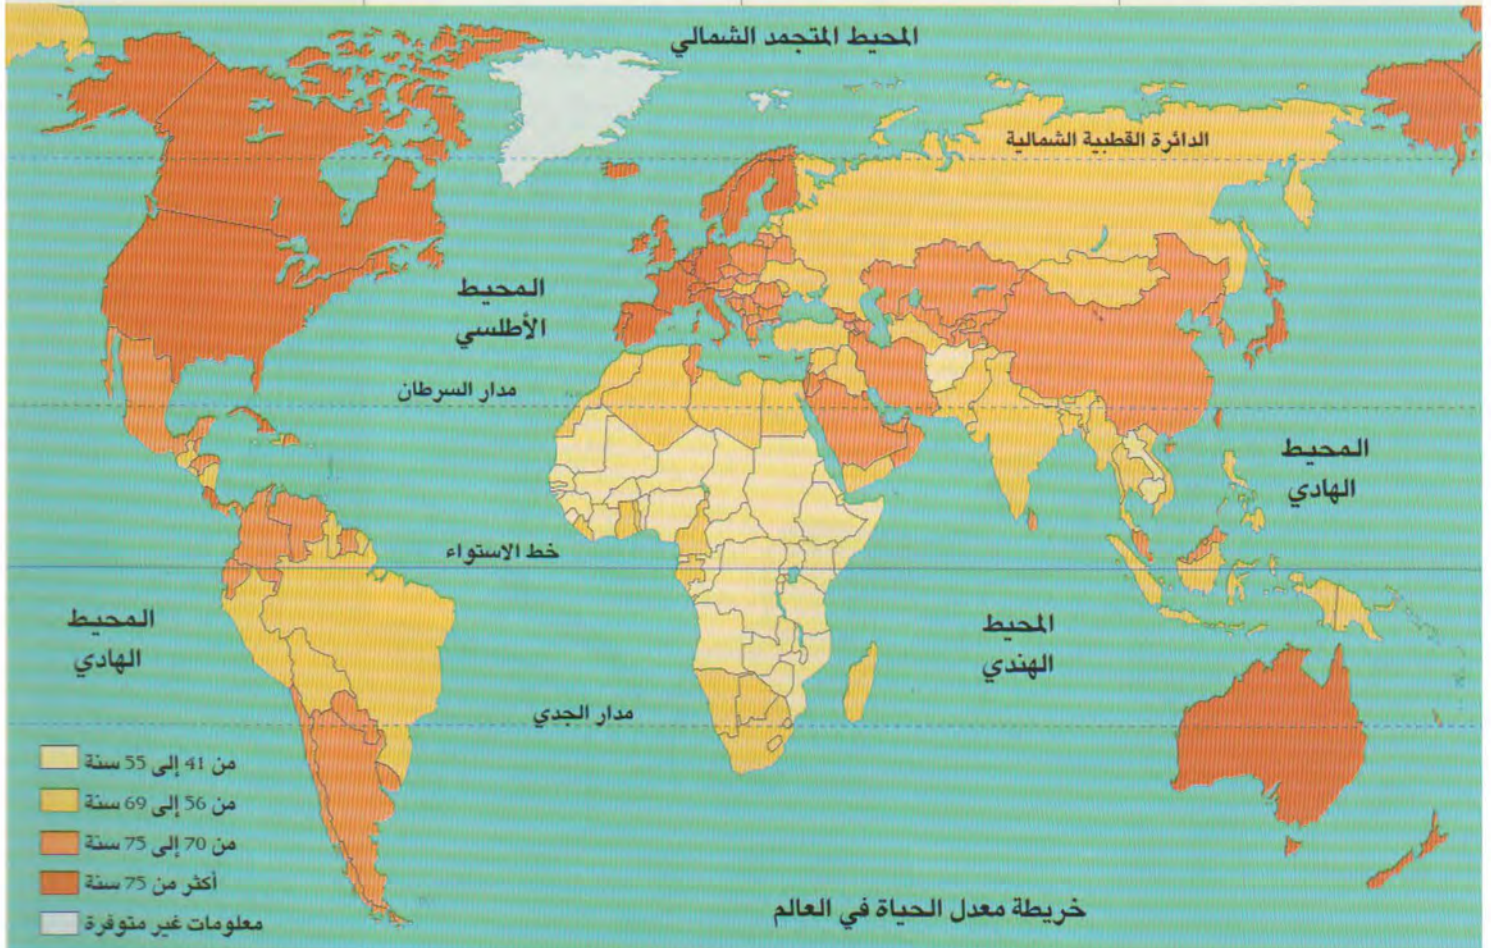 المحيط المتجمد الشمالي
الدائرة القطبية الشمالية
المحيط
الأطلسي
مدار السرطان
المحيط
الهادي
خط الاستواء
المحيط
الهادي
المحيط
الهندي
مدار الجدي
من 41 إلى 55 سنة
من 56 إلى 69 سنة
من 70 إلى 75 سنة
أكثر من 75 سنة
معلومات غير متوفرة
خريطة معدل الحياة في العالم